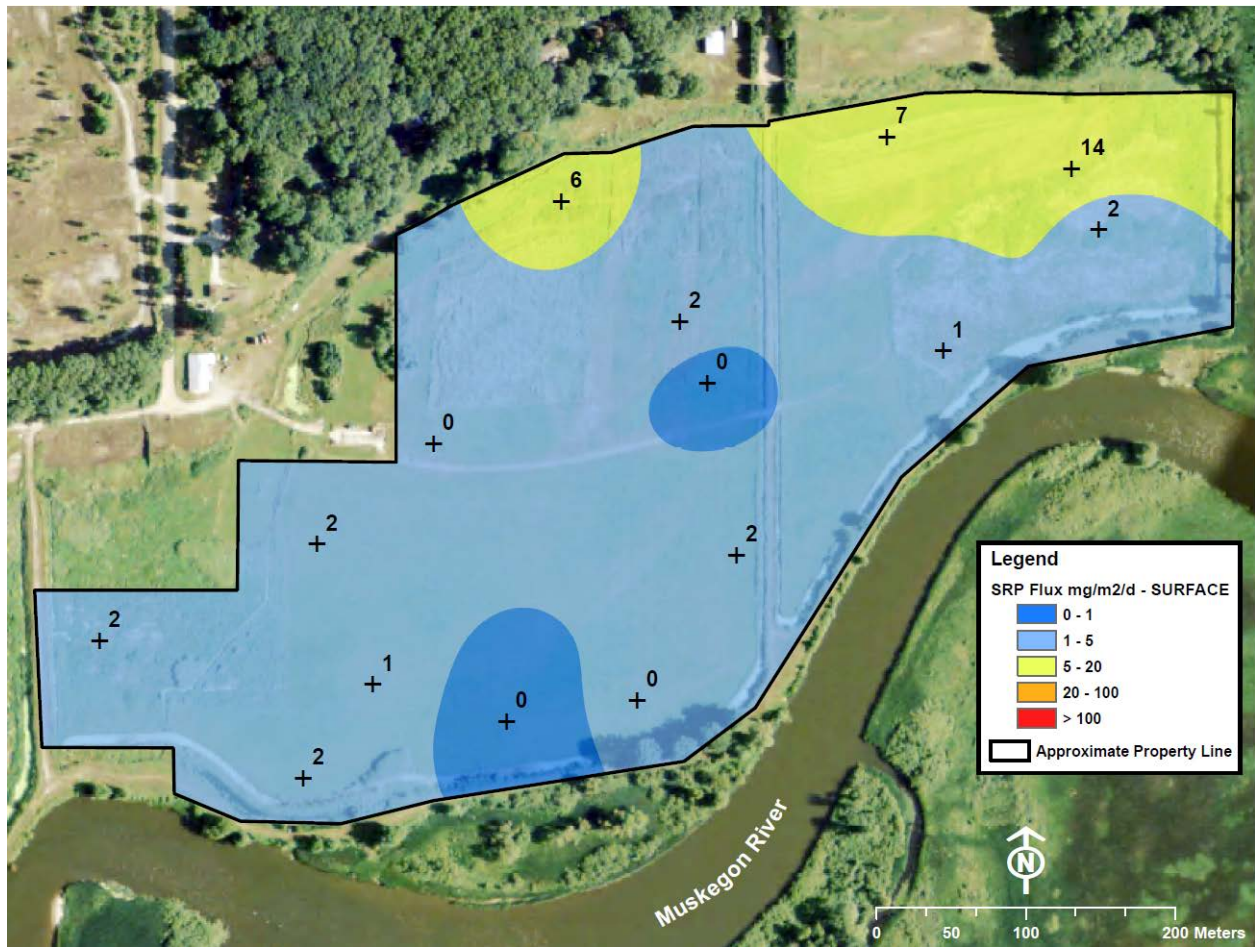 7
14
6
2
2
1
0
0
2
2
2
1
0
0
2
Legend
SRP Flux mg/m2/d - SURFACE
0 - 1
1 - 5
5 - 20
20 - 100
> 100
Approximate Property Line
Muskegon River
N
0 50 100 200 Meters